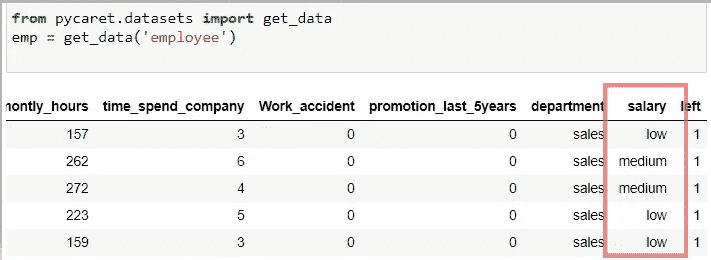 from pycaret.datasets import get_data
emp = get_data('employee')
montly_hours time_spend_company Work_accident promotion_last_5years department salary left
157 3 0 0 sales low 1
262 6 0 0 sales medium 1
272 4 0 0 sales medium 1
223 5 0 0 sales low 1
159 3 0 0 sales low 1